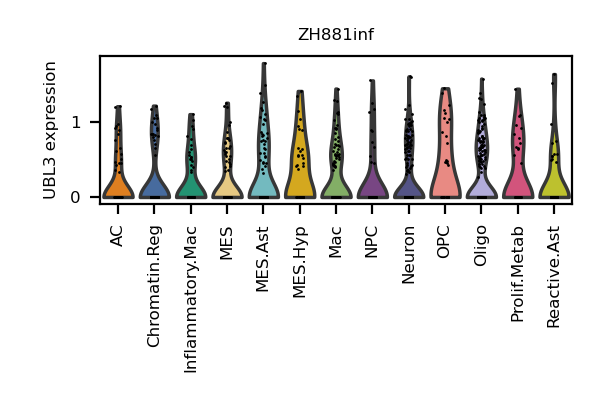 ZH881inf
UBL3 expression
1
0
AC
Chromatin.Reg
Inflammatory.Mac
MES
MES.Ast
MES.Hyp
Mac
NPC
Neuron
OPC
Oligo
Prolif.Metab
Reactive.Ast